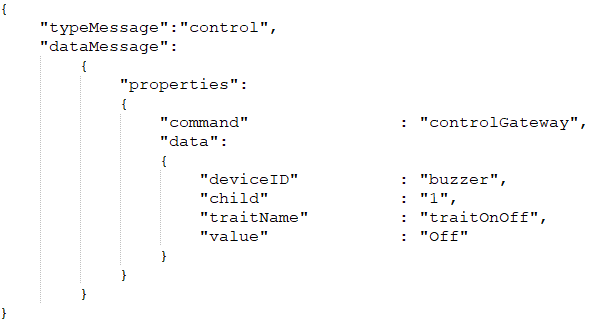 {
    "typeMessage":"control",
    "dataMessage":
        {
            "properties":
            {
                "command"               : "controlGateway",
                "data":
                {
                    "deviceID"          : "buzzer",
                    "child"             : "1",
                    "traitName"         : "traitOnOff",
                    "value"             : "Off"
                }
            }
        }
}